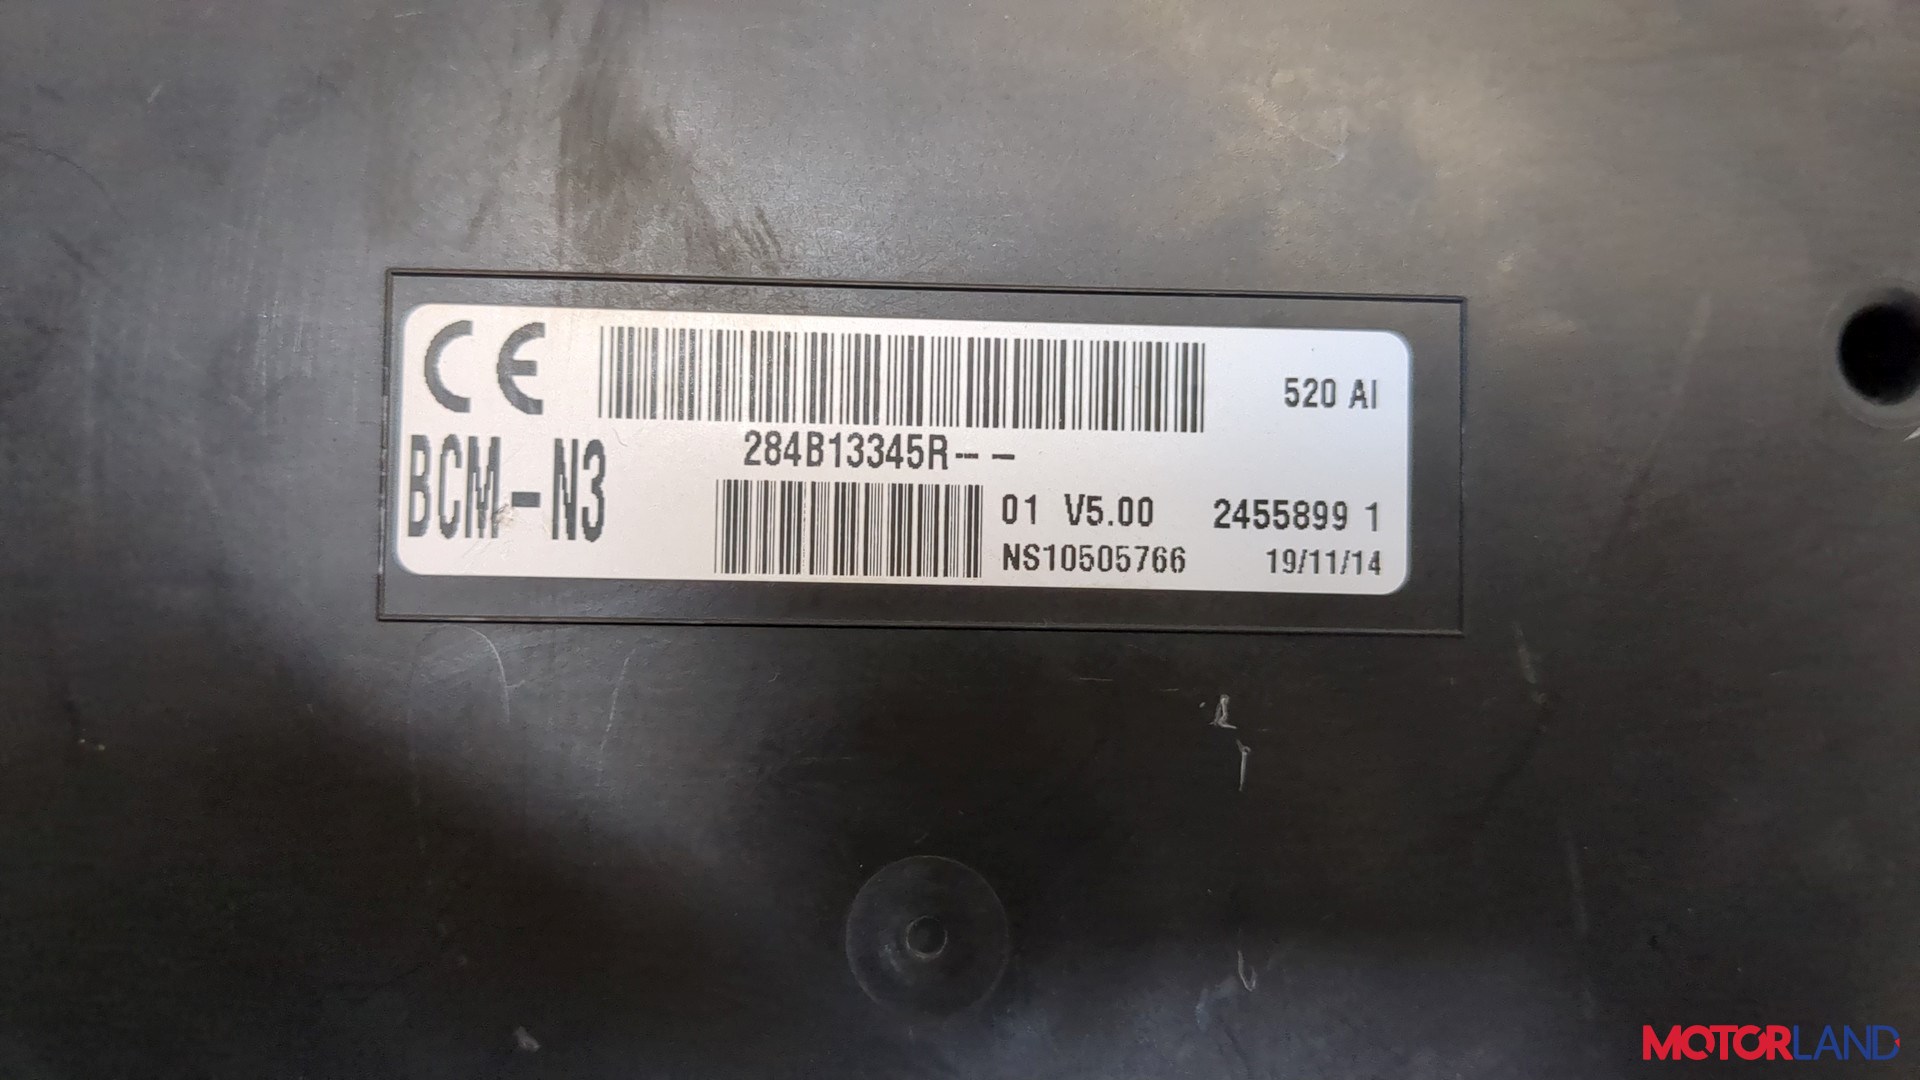 CE
520 AI
284B13345R-- -
BCM-N3
01 V5.00 2455899 1
NS10505766 19/11/14
MOTORLAND